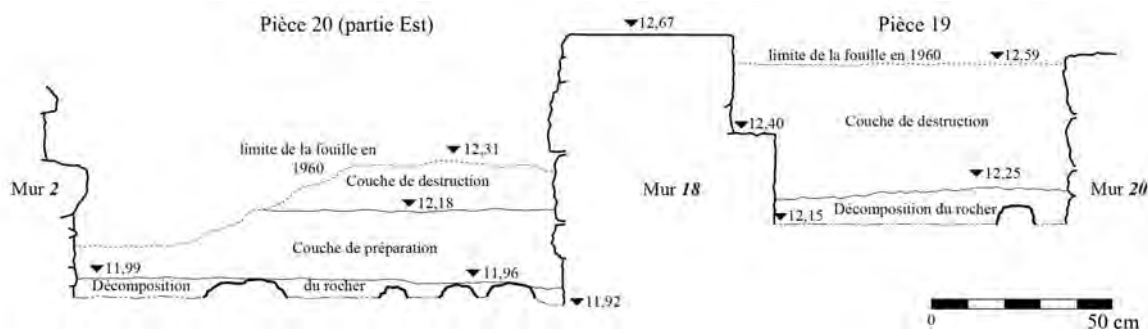 Pièce 20 (partie Est)
Pièce 19
12,67
limite de la fouille en 1960
12,59
Couche de destruction
12,40
limite de la fouille en
1960
12,31
Couche de destruction
Mur 2
Mur 18
12,25
Mur 20
12,18
Décomposition du rocher
12,15
Couche de préparation
11,99
11,96
Décomposition
du rocher
11,92
0
50 cm